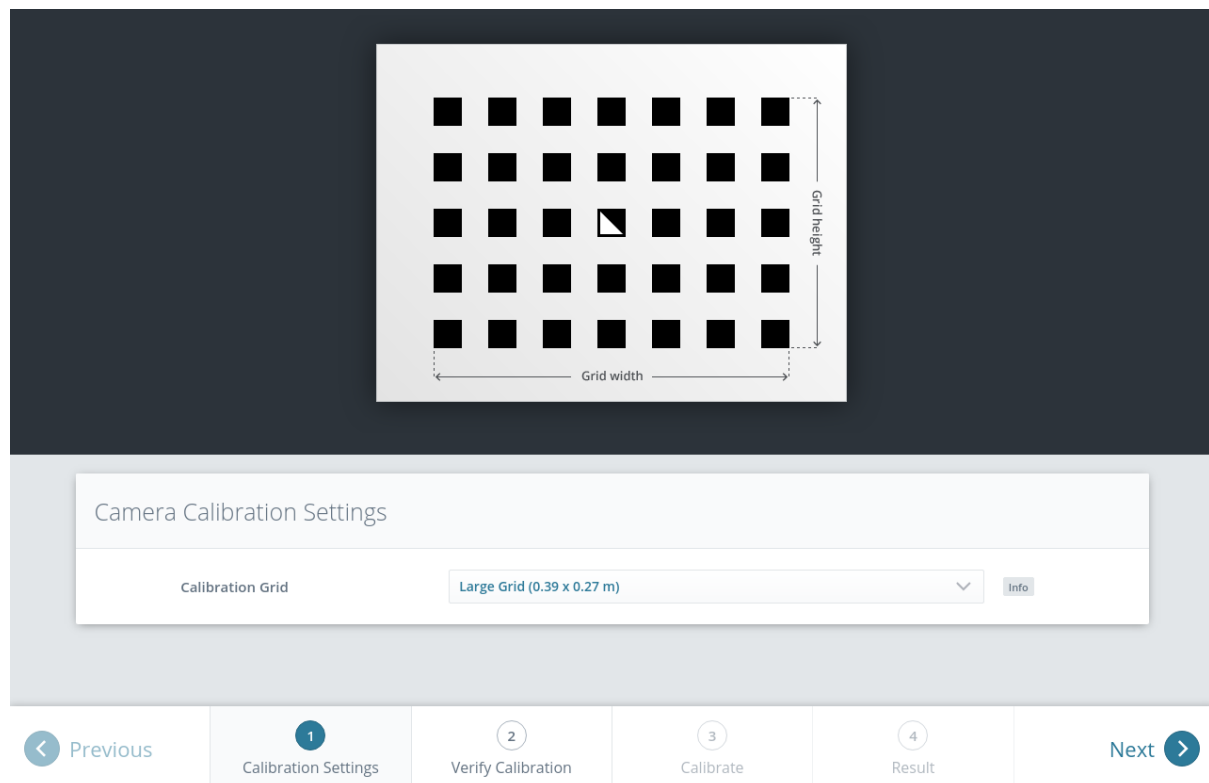 Grid height
Grid width
Camera Calibration Settings
Calibration Grid
Large Grid (0.39 x 0.27 m)
Info
Previous
1
Calibration Settings
2
Verify Calibration
3
Calibrate
4
Result
Next